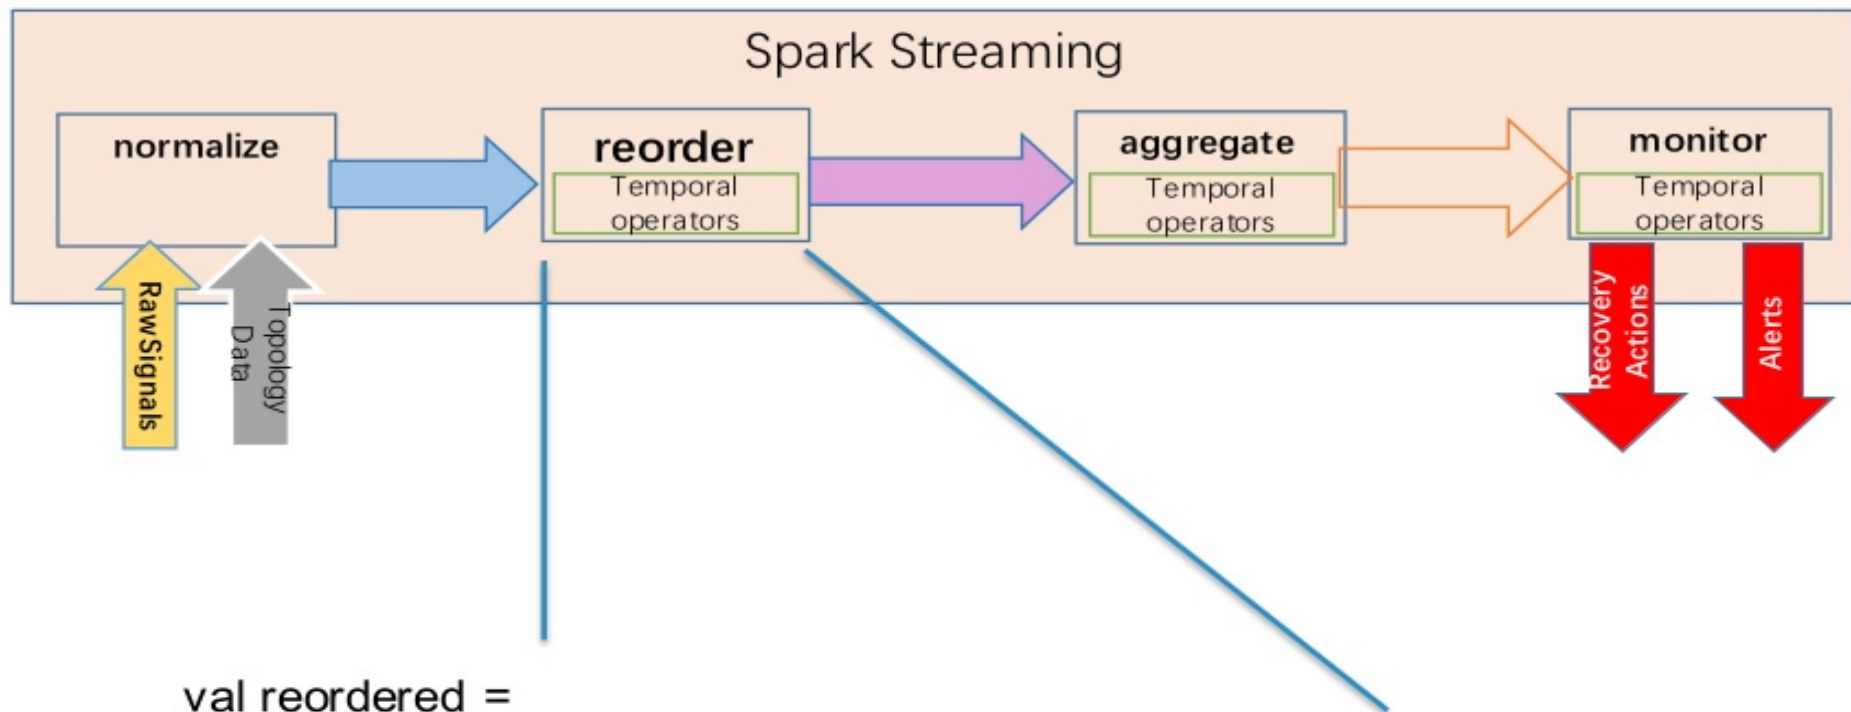 Spark Streaming
normalize
reorder
Temporal
operators
aggregate
Temporal
operators
monitor
Temporal
operators
RawSignals
Topology
Data
Recovery
Actions
Alerts
val reordered =